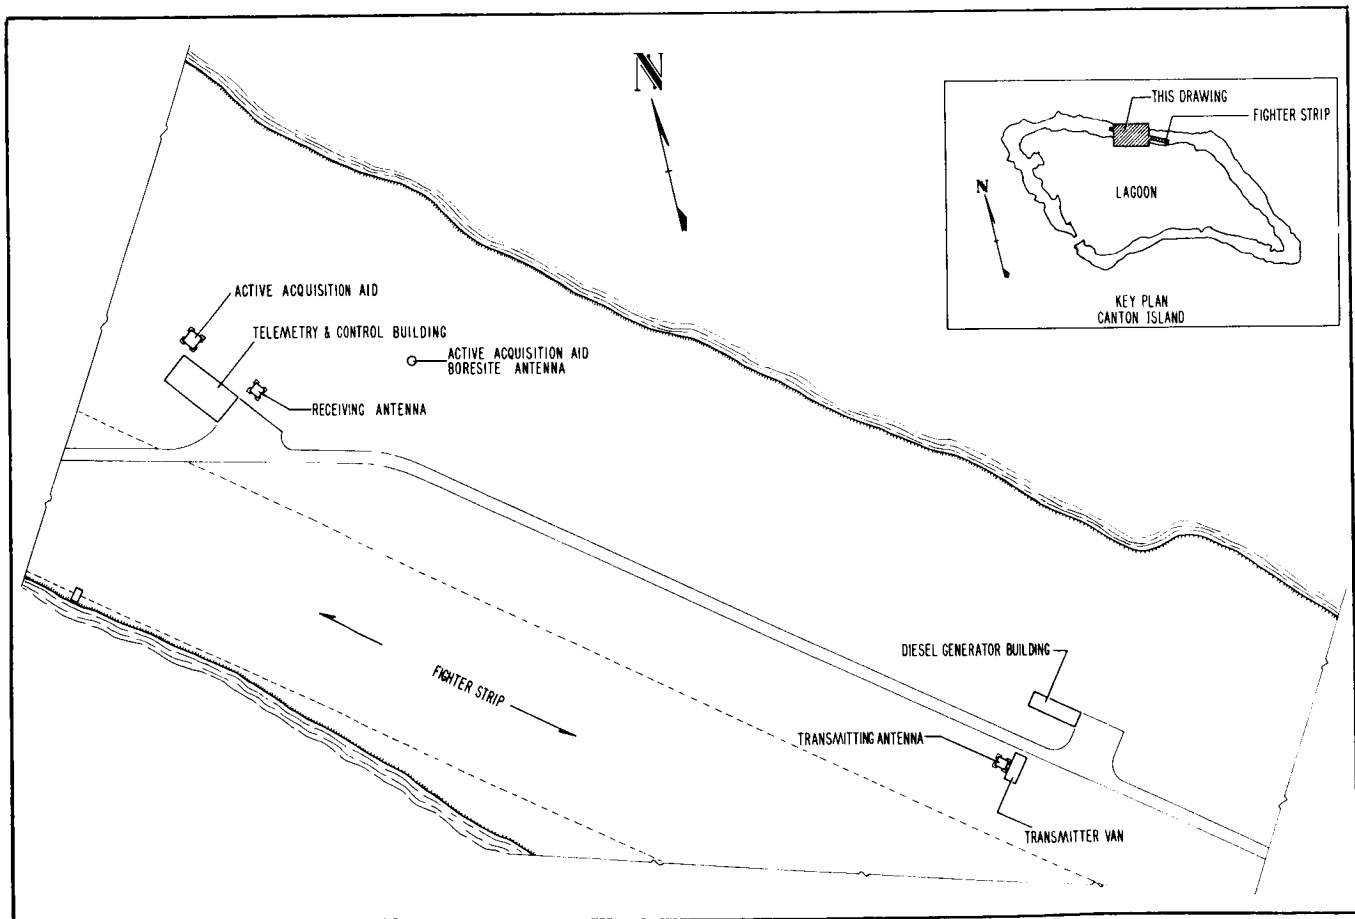 N
THIS DRAWING
FIGHTER STRIP
N
LAGOON
KEY PLAN
CANTON ISLAND
ACTIVE ACQUISITION AID
TELEMETRY & CONTROL BUILDING
ACTIVE ACQUISITION AID
BORESITE ANTENNA
RECEIVING ANTENNA
FIGHTER STRIP
DIESEL GENERATOR BUILDING
TRANSMITTING ANTENNA
TRANSMITTER VAN